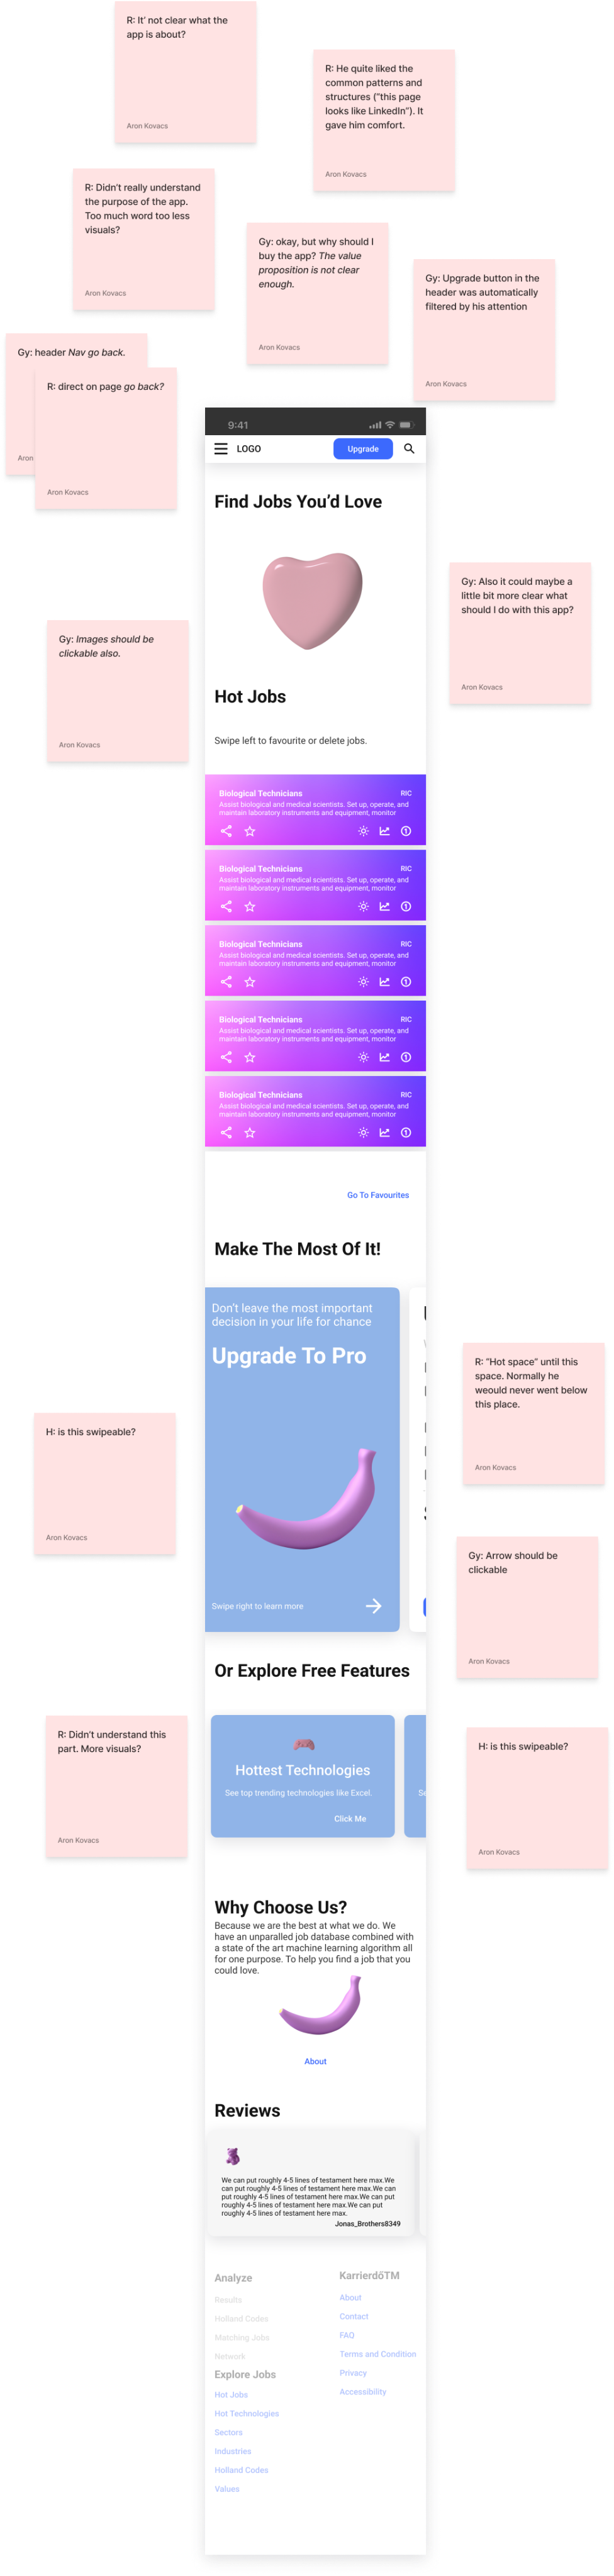 R: It' not clear what the
app is about?
Aron Kovacs
R: He quite liked the
common patterns and
structures ("this page
looks like LinkedIn"). It
gave him comfort.
Aron Kovacs
R: Didn't really understand
the purpose of the app.
Too much word too less
visuals?
Aron Kovacs
Gy: okay, but why should I
buy the app? The value
proposition is not clear
enough.
Aron Kovacs
Gy: Upgrade button in the
header was automatically
filtered by his attention
Aron Kovacs
Gy: header Nav go back.
Aron
R: direct on page go back?
Aron Kovacs
9:41
LOGO
Upgrade
Find Jobs You'd Love
Gy: Also it could maybe a
little bit more clear what
should I do with this app?
Aron Kovacs
Gy: Images should be
clickable also.
Aron Kovacs
Hot Jobs
Swipe left to favourite or delete jobs.
Biological Technicians RIC
Assist biological and medical scientists. Set up, operate, and
maintain laboratory instruments and equipment, monitor
Biological Technicians RIC
Assist biological and medical scientists. Set up, operate, and
maintain laboratory instruments and equipment, monitor
Biological Technicians RIC
Assist biological and medical scientists. Set up, operate, and
maintain laboratory instruments and equipment, monitor
Biological Technicians RIC
Assist biological and medical scientists. Set up, operate, and
maintain laboratory instruments and equipment, monitor
Biological Technicians RIC
Assist biological and medical scientists. Set up, operate, and
maintain laboratory instruments and equipment, monitor
Go To Favourites
Make The Most Of It!
Don't leave the most important
decision in your life for chance
Upgrade To Pro
Swipe right to learn more
R: "Hot space" until this
space. Normally he
weould never went below
this place.
Aron Kovacs
H: is this swipeable?
Aron Kovacs
Gy: Arrow should be
clickable
Aron Kovacs
Or Explore Free Features
Hottest Technologies
See top trending technologies like Excel.
Click Me
Se
R: Didn't understand this
part. More visuals?
Aron Kovacs
H: is this swipeable?
Aron Kovacs
Why Choose Us?
Because we are the best at what we do. We
have an unparalled job database combined with
a state of the art machine learning algorithm all
for one purpose. To help you find a job that you
could love.
About
Reviews
We can put roughly 4-5 lines of testament here max.We
can put roughly 4-5 lines of testament here max.We can
put roughly 4-5 lines of testament here max.We can put
roughly 4-5 lines of testament here max.We can put
roughly 4-5 lines of testament here max.
Jonas_Brothers8349
Analyze
Results
Holland Codes
Matching Jobs
Network
Explore Jobs
Hot Jobs
Hot Technologies
Sectors
Industries
Holland Codes
Values
KarrierdőTM
About
Contact
FAQ
Terms and Condition
Privacy
Accessibility